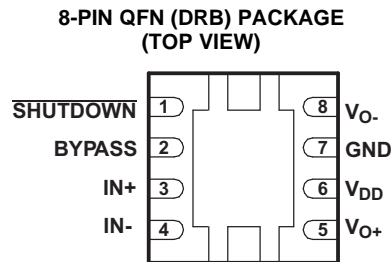 8-PIN QFN (DRB) PACKAGE
(TOP VIEW)
SHUTDOWN 1 8 VO-
BYPASS 2 7 GND
IN+ 3 6 VDD
IN- 4 5 VO+